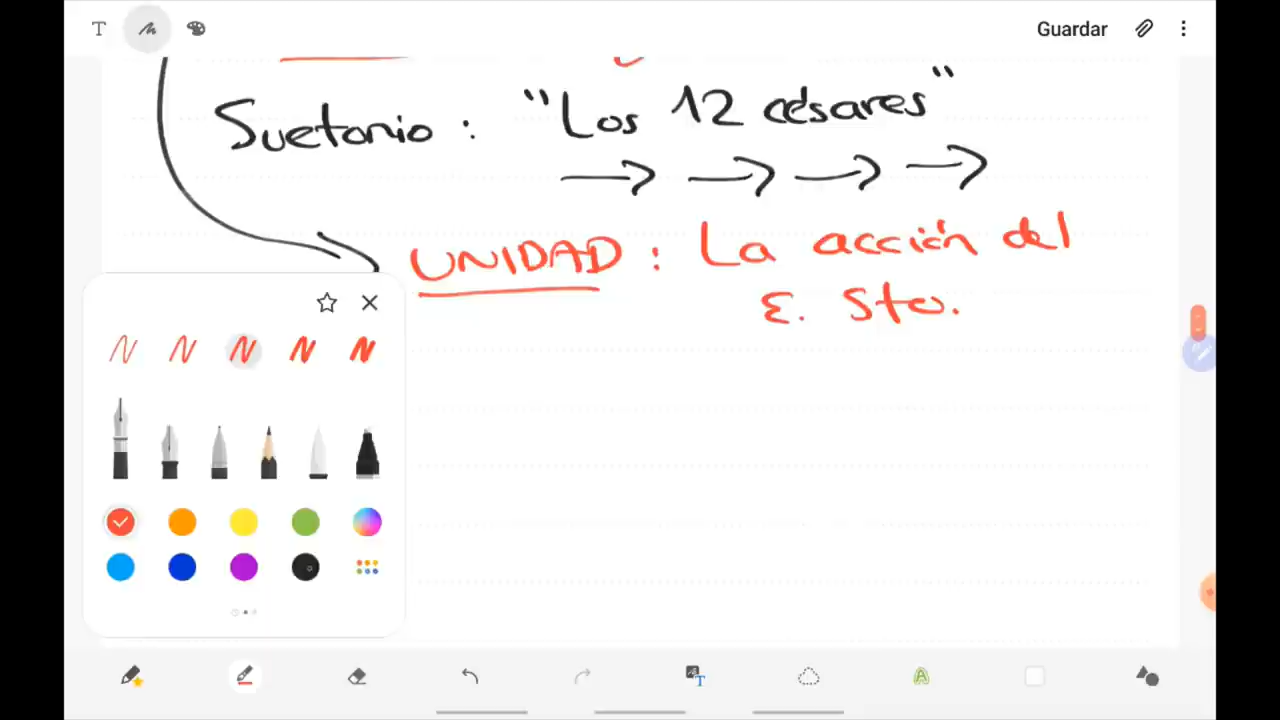 T
Guardar
Suetonio : "Los 12 césares"
UNIDAD : La acción del
E. Sto.
T
A